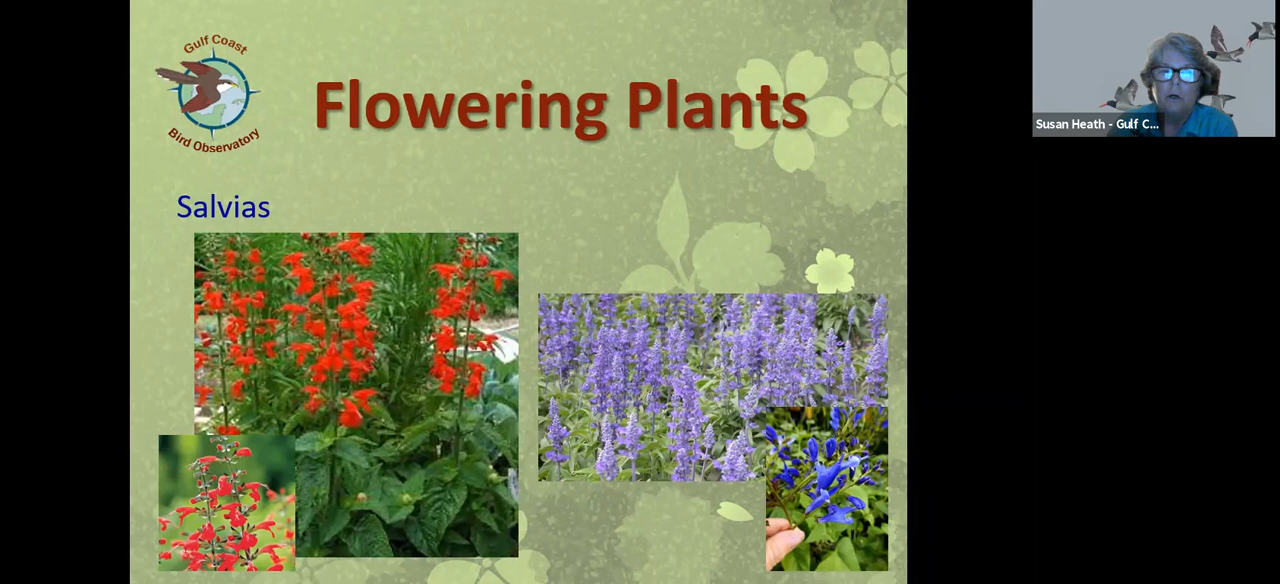 Gulf Coast
Bird Observatory
Flowering Plants
Salvias
Susan Heath - Gulf C...